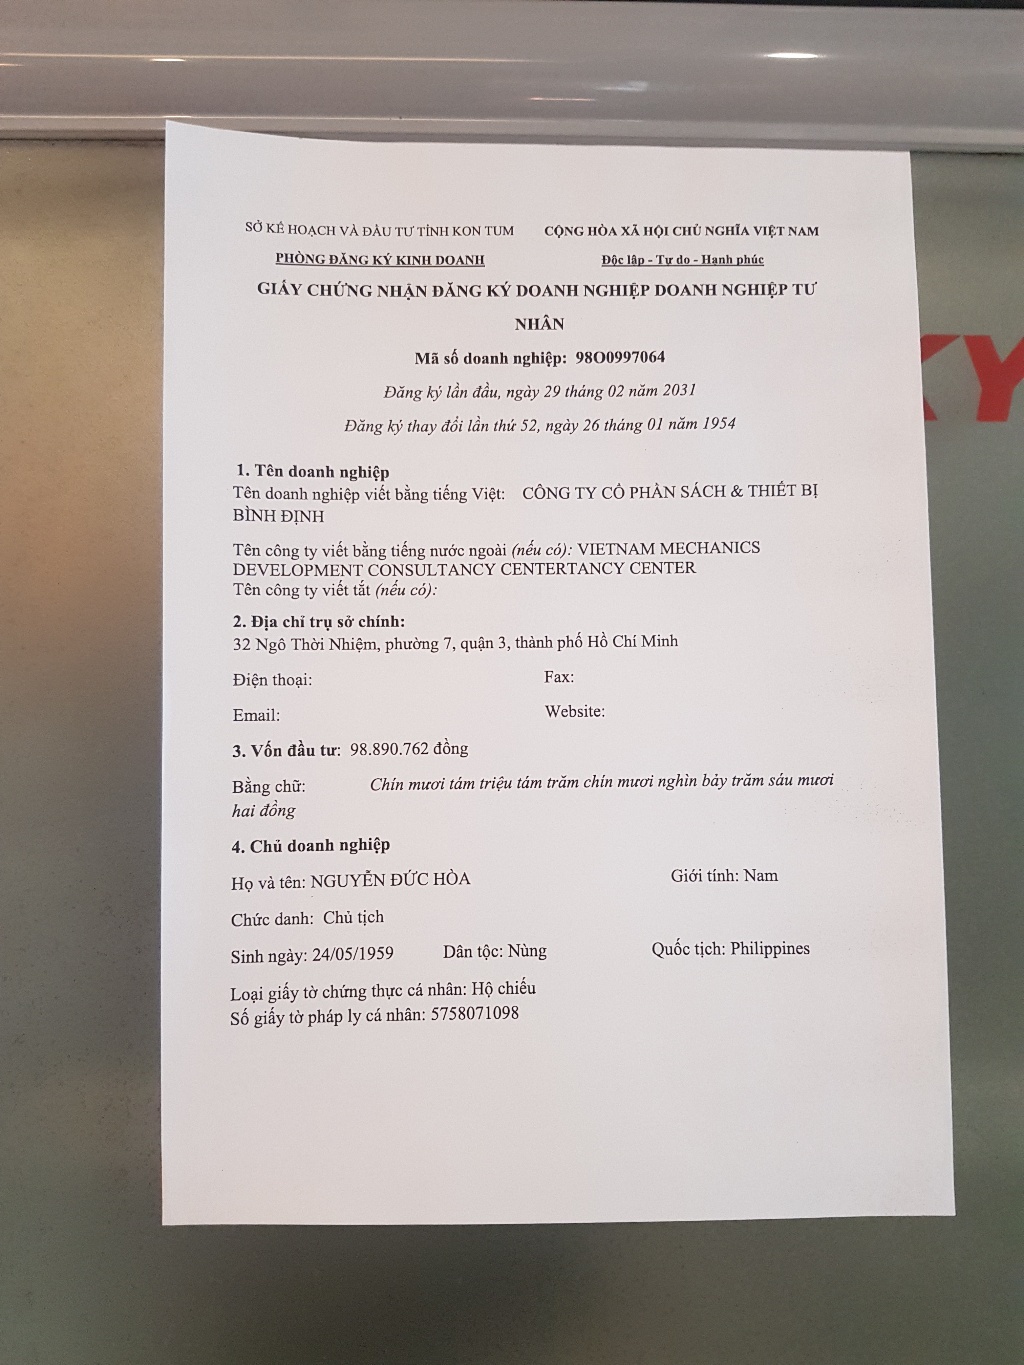 SỞ KẾ HOẠCH VÀ ĐẦU TƯ TỈNH KON TUM CỘNG HÒA XÃ HỘI CHỦ NGHĨA VIỆT NAM
PHÒNG ĐĂNG KÝ KINH DOANH Độc lập - Tự do - Hạnh phúc
GIẤY CHỨNG NHẬN ĐĂNG KÝ DOANH NGHIỆP DOANH NGHIỆP TƯ
NHÂN
Mã số doanh nghiệp: 98O0997064
Đăng ký lần đầu, ngày 29 tháng 02 năm 2031
Đăng ký thay đổi lần thứ 52, ngày 26 tháng 01 năm 1954
KY
1. Tên doanh nghiệp
Tên doanh nghiệp viết bằng tiếng Việt: CÔNG TY CỔ PHẦN SÁCH & THIẾT BỊ
BÌNH ĐỊNH
Tên công ty viết bằng tiếng nước ngoài (nếu có): VIETNAM MECHANICS
DEVELOPMENT CONSULTANCY CENTERTANCY CENTER
Tên công ty viết tắt (nếu có):
2. Địa chỉ trụ sở chính:
32 Ngô Thời Nhiệm, phường 7, quận 3, thành phố Hồ Chí Minh
Điện thoại: Fax:
Email: Website:
3. Vốn đầu tư: 98.890.762 đồng
Bằng chữ: Chín mươi tám triệu tám trăm chín mươi nghìn bảy trăm sáu mươi
hai đồng
4. Chủ doanh nghiệp
Họ và tên: NGUYỄN ĐỨC HÒA Giới tính: Nam
Chức danh: Chủ tịch
Sinh ngày: 24/05/1959 Dân tộc: Nùng Quốc tịch: Philippines
Loại giấy tờ chứng thực cá nhân: Hộ chiếu
Số giấy tờ pháp ly cá nhân: 5758071098